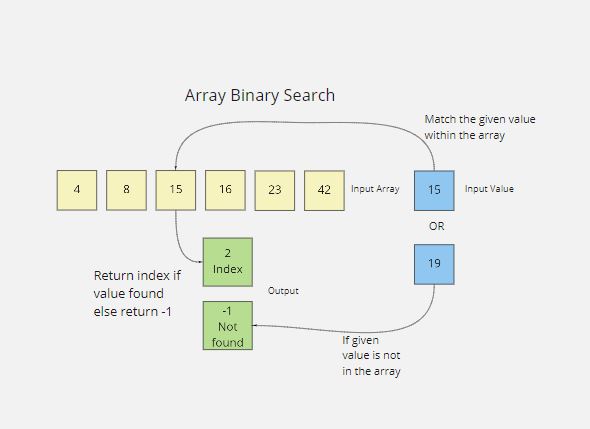 Array Binary Search
Match the given value
within the array
4 8 15 16 23 42 Input Array 15 Input Value
OR
19
2
Index
Return index if
value found
else return -1
Output
-1
Not
found
If given
value is not
in the array